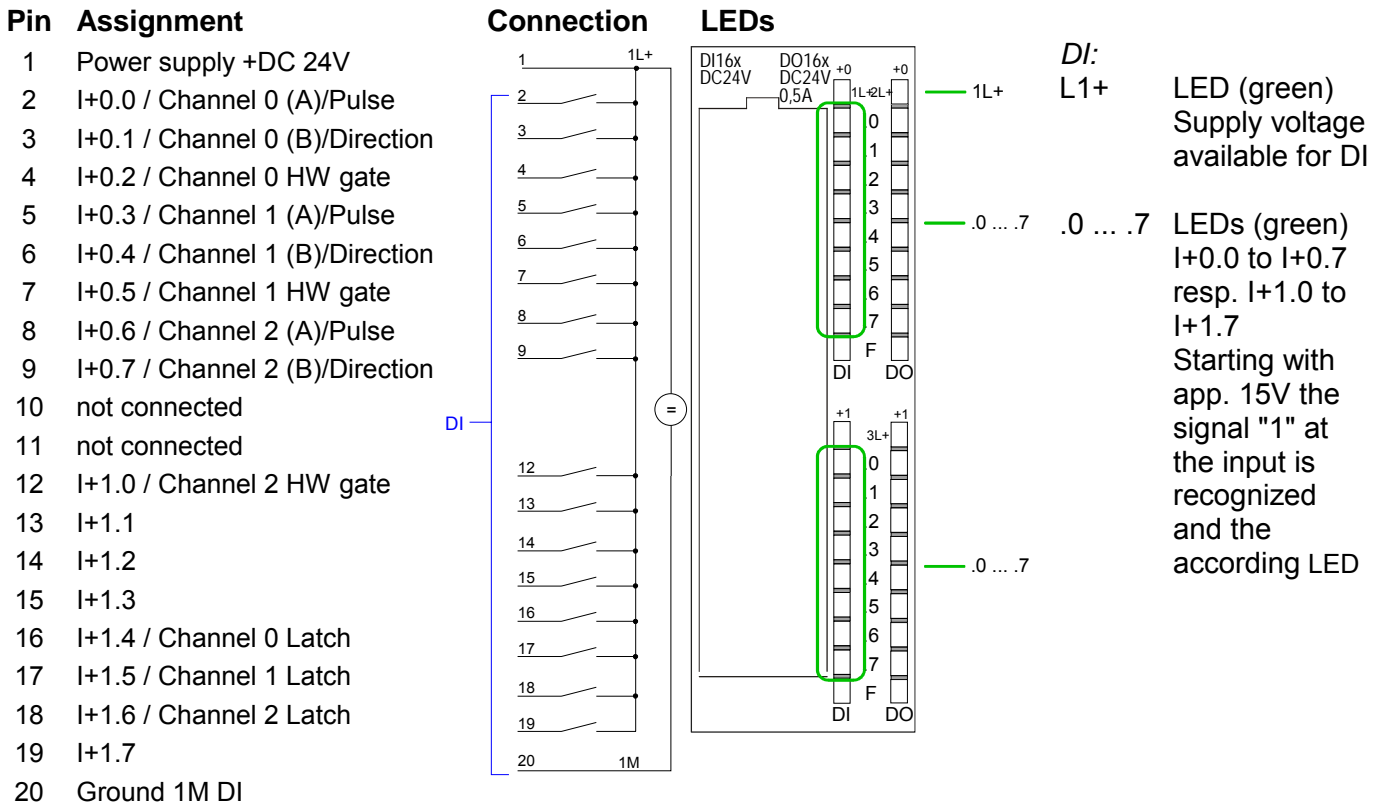 Pin Assignment Connection LEDs
1 Power supply +DC 24V
2 I+0.0 / Channel 0 (A)/Pulse
3 I+0.1 / Channel 0 (B)/Direction
4 I+0.2 / Channel 0 HW gate
5 I+0.3 / Channel 1 (A)/Pulse
6 I+0.4 / Channel 1 (B)/Direction
7 I+0.5 / Channel 1 HW gate
8 I+0.6 / Channel 2 (A)/Pulse
9 I+0.7 / Channel 2 (B)/Direction
10 not connected
11 not connected
12 I+1.0 / Channel 2 HW gate
13 I+1.1
14 I+1.2
15 I+1.3
16 I+1.4 / Channel 0 Latch
17 I+1.5 / Channel 1 Latch
18 I+1.6 / Channel 2 Latch
19 I+1.7
20 Ground 1M DI
1 1L+
2
3
4
5
6
7
8
9
DI
=
12
13
14
15
16
17
18
19
20 1M
DI16x DO16x
DC24V DC24V
0,5A
+0 +0
1L+ 2L+
.0
.1
.2
.3
.4
.5
.6
.7
F
DI DO
+1 +1
3L+
.0
.1
.2
.3
.4
.5
.6
.7
F
DI DO
1L+
.0 ... .7
.0 ... .7
DI:
L1+ LED (green)
Supply voltage
available for DI
.0 ... .7 LEDs (green)
I+0.0 to I+0.7
resp. I+1.0 to
I+1.7
Starting with
app. 15V the
signal "1" at
the input is
recognized
and the
according LED